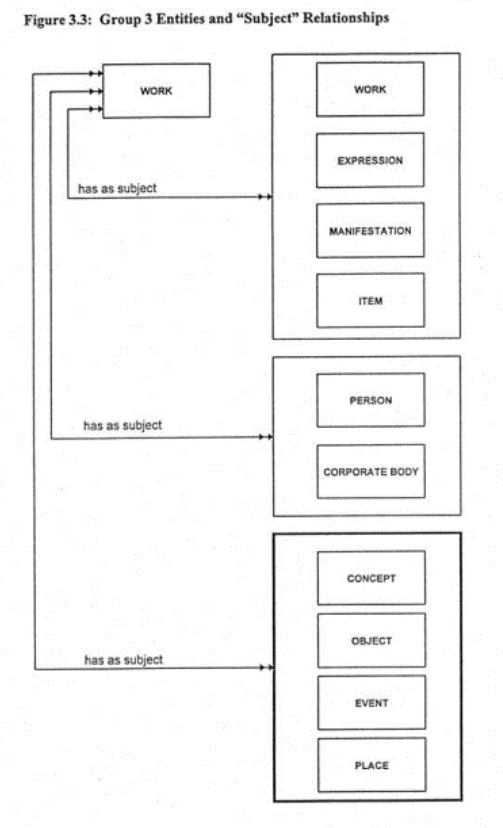 Figure 3.3: Group 3 Entities and “Subject” Relationships
WORK
WORK
EXPRESSION
MANIFESTATION
ITEM
has as subject
PERSON
CORPORATE BODY
has as subject
CONCEPT
OBJECT
EVENT
PLACE
has as subject